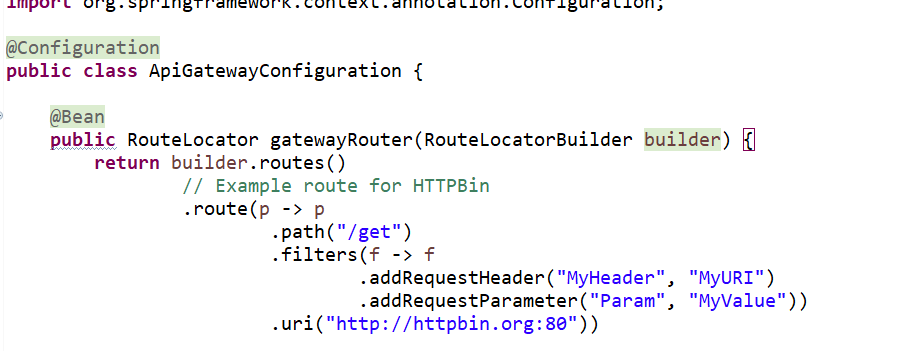 import org.springframework.context.annotation.Configuration;
@Configuration
public class ApiGatewayConfiguration {
@Bean
public RouteLocator gatewayRouter(RouteLocatorBuilder builder) {
return builder.routes()
// Example route for HTTPBin
.route(p -> p
.path("/get")
.filters(f -> f
.addRequestHeader("MyHeader", "MyURI")
.addRequestParameter("Param", "MyValue"))
.uri("http://httpbin.org:80"))